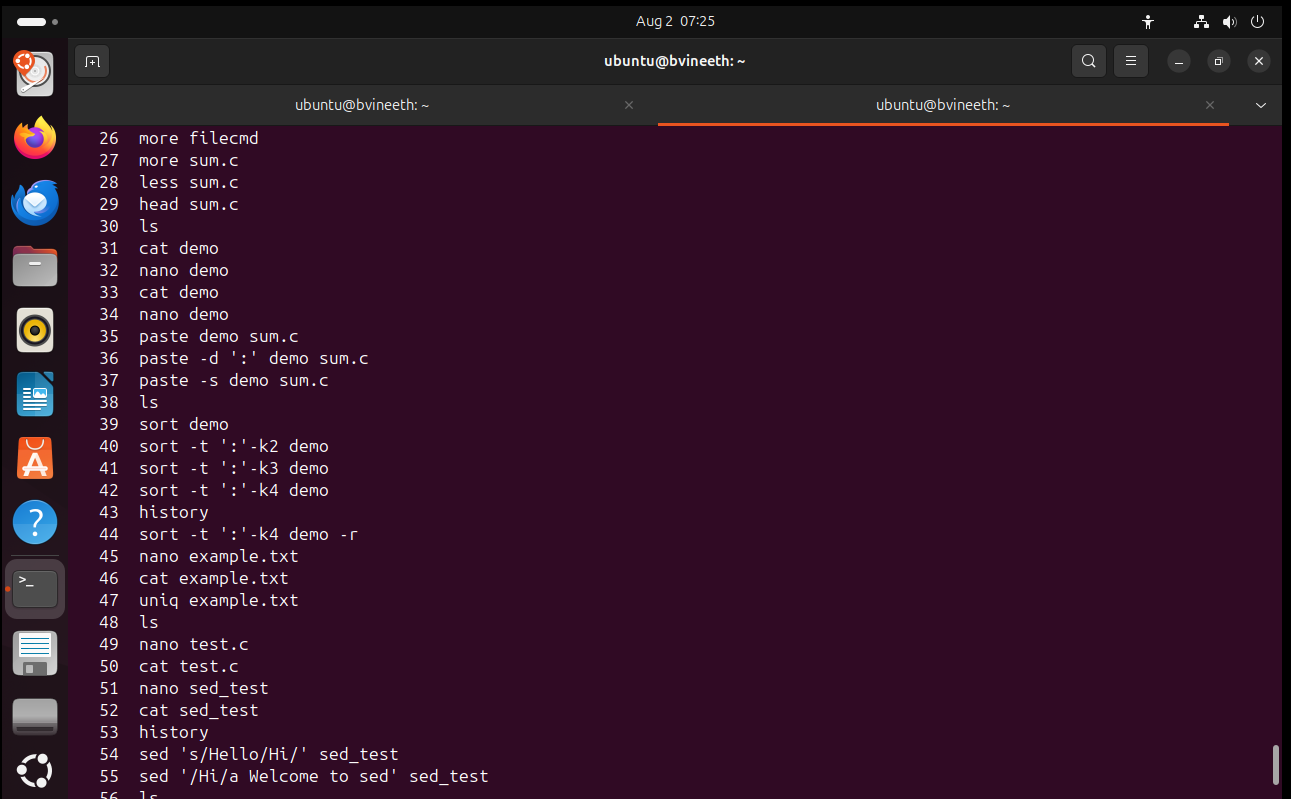 Aug 2 07:25
ubuntu@bvineeth: ~
ubuntu@bvineeth: ~
ubuntu@bvineeth: ~
26 more filecmd
27 more sum.c
28 less sum.c
29 head sum.c
30 ls
31 cat demo
32 nano demo
33 cat demo
34 nano demo
35 paste demo sum.c
36 paste -d ':' demo sum.c
37 paste -s demo sum.c
38 ls
39 sort demo
40 sort -t ':'-k2 demo
41 sort -t ':'-k3 demo
42 sort -t ':'-k4 demo
43 history
44 sort -t ':'-k4 demo -r
45 nano example.txt
46 cat example.txt
47 uniq example.txt
48 ls
49 nano test.c
50 cat test.c
51 nano sed_test
52 cat sed_test
53 history
54 sed 's/Hello/Hi/' sed_test
55 sed '/Hi/a Welcome to sed' sed_test
56 ls